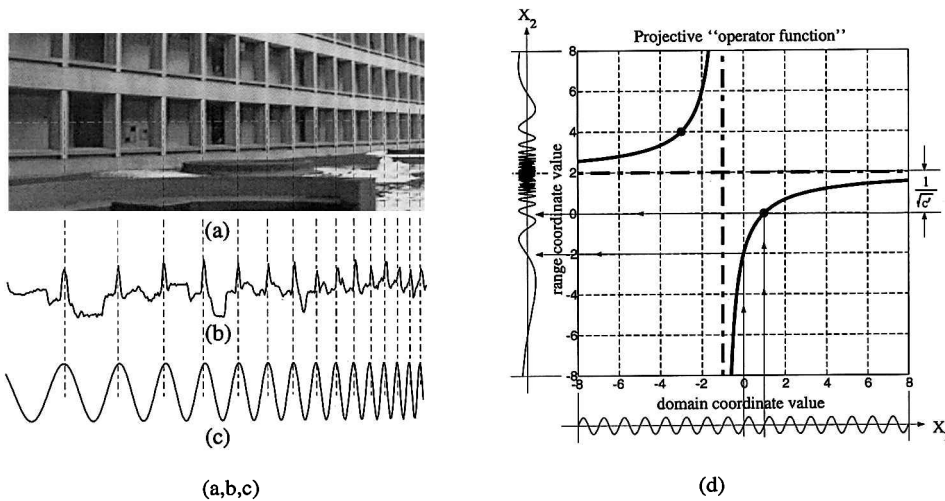 (a)
(b)
(c)
(a,b,c)
X2
Projective "operator function"
8
6
4
2
0
-2
-4
-6
-8
range coordinate value
-8 -6 -4 -2 0 2 4 6 8
domain coordinate value
1
√c'
X
(d)